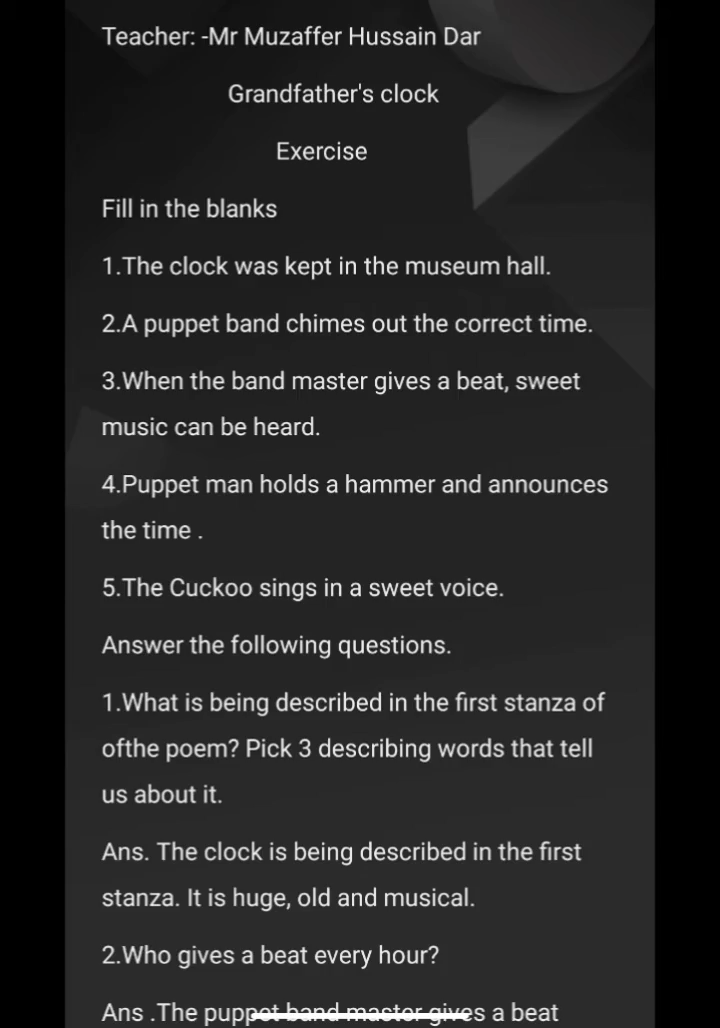 Teacher: -Mr Muzaffer Hussain Dar
Grandfather's clock
Exercise
Fill in the blanks
1.The clock was kept in the museum hall.
2.A puppet band chimes out the correct time.
3.When the band master gives a beat, sweet
music can be heard.
4.Puppet man holds a hammer and announces
the time .
5.The Cuckoo sings in a sweet voice.
Answer the following questions.
1.What is being described in the first stanza of
ofthe poem? Pick 3 describing words that tell
us about it.
Ans. The clock is being described in the first
stanza. It is huge, old and musical.
2.Who gives a beat every hour?
Ans .The puppet band master gives a beat